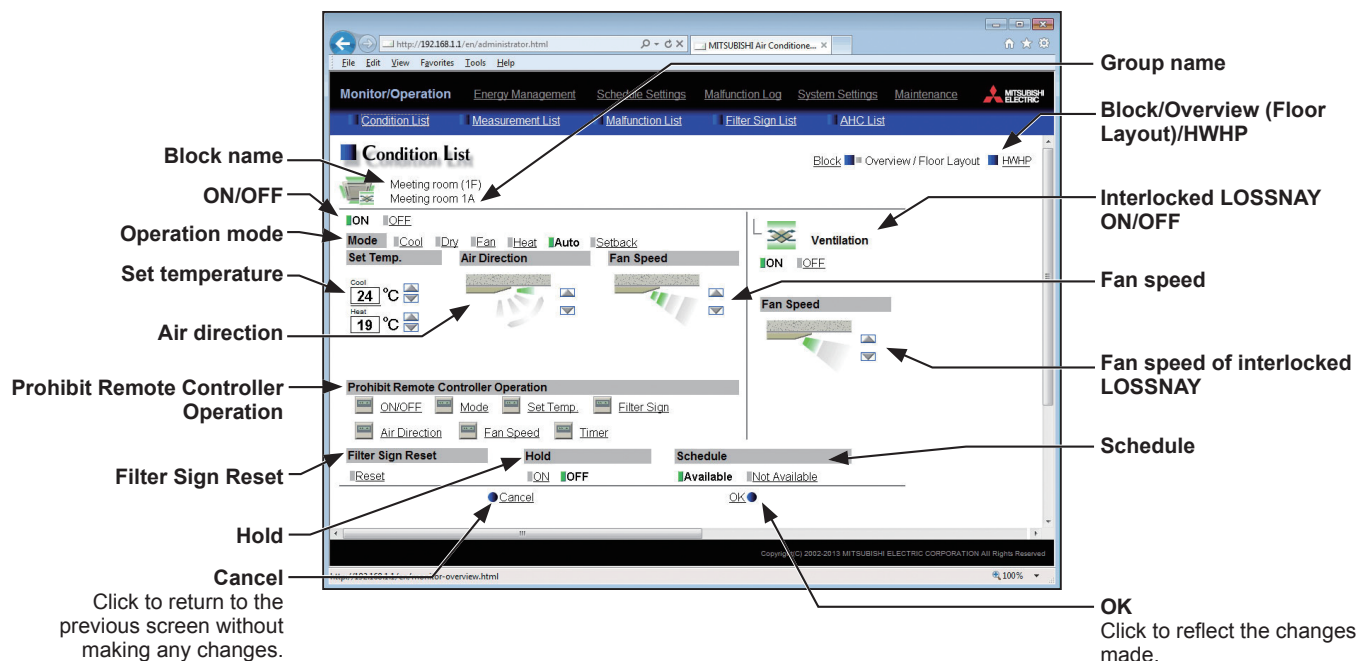 http://192.168.1.1/en/administrator.html
MITSUBISHI Air Conditione...
File Edit View Favorites Tools Help
Monitor/Operation Energy Management Schedule Settings Malfunction Log System Settings Maintenance MITSUBISHI ELECTRIC
Condition List Measurement List Malfunction List Filter Sign List AHC List
Condition List
Block Overview / Floor Layout HWHP
Meeting room (1F)
Meeting room 1A
ON OFF
Mode Cool Dry Fan Heat Auto Setback
Set Temp. Air Direction Fan Speed
Cool
24 °C
Heat
19 °C
Ventilation
ON OFF
Fan Speed
Prohibit Remote Controller Operation
ON/OFF Mode Set Temp. Filter Sign
Air Direction Fan Speed Timer
Filter Sign Reset Hold Schedule
Reset ON OFF Available Not Available
Cancel OK
Copyright(C) 2002-2013 MITSUBISHI ELECTRIC CORPORATION All Rights Reserved
http://192.168.1.1/en/monitor-overview.html
100%
Block name
ON/OFF
Operation mode
Set temperature
Air direction
Prohibit Remote Controller
Operation
Filter Sign Reset
Hold
Cancel
Click to return to the
previous screen without
making any changes.
Group name
Block/Overview (Floor
Layout)/HWHP
Interlocked LOSSNAY
ON/OFF
Fan speed
Fan speed of interlocked
LOSSNAY
Schedule
OK
Click to reflect the changes
made.